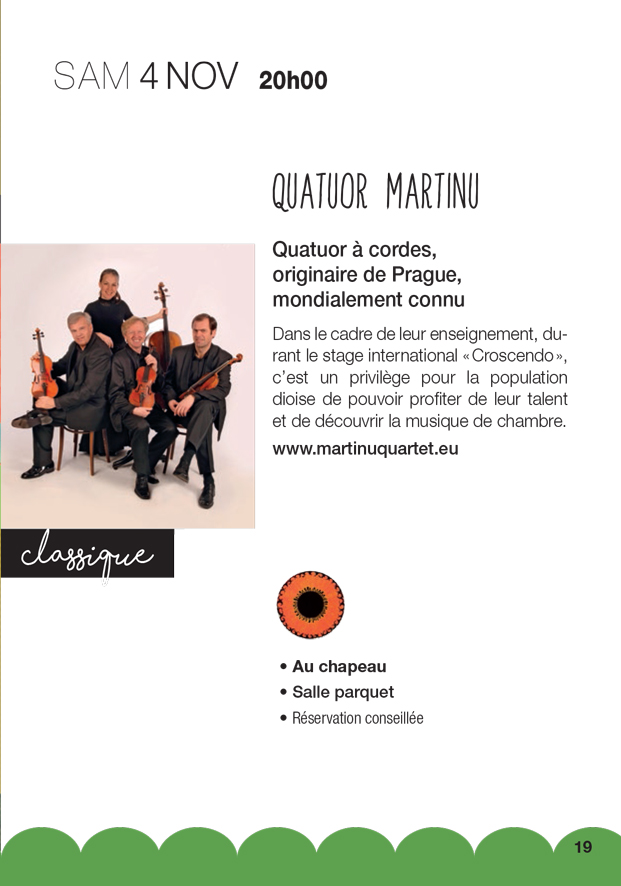 SAM 4 NOV 20h00
QUATUOR MARTINU
Quatuor à cordes,
originaire de Prague,
mondialement connu
Dans le cadre de leur enseignement, du-
rant le stage international «Croscendo»,
c’est un privilège pour la population
dioise de pouvoir profiter de leur talent
et de découvrir la musique de chambre.
www.martinuquartet.eu
classique
• Au chapeau
• Salle parquet
• Réservation conseillée
19